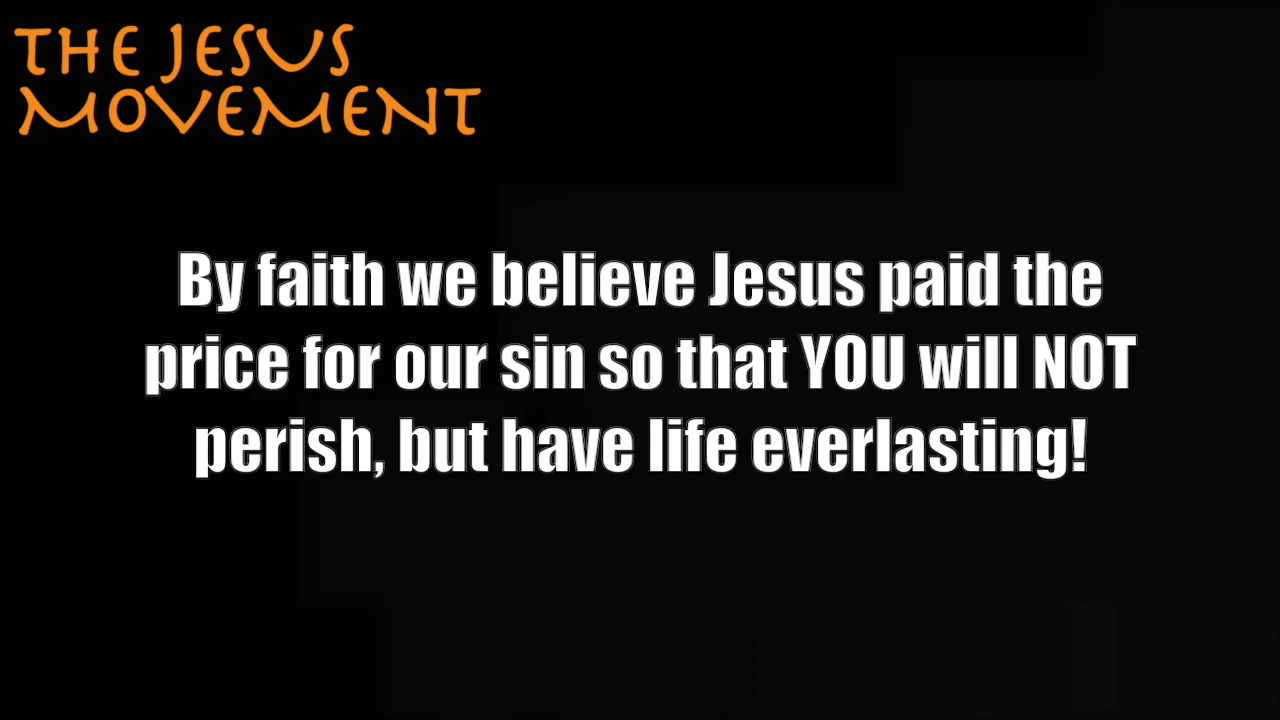 THE JESUS
MOVEMENT
By faith we believe Jesus paid the
price for our sin so that YOU will NOT
perish, but have life everlasting!